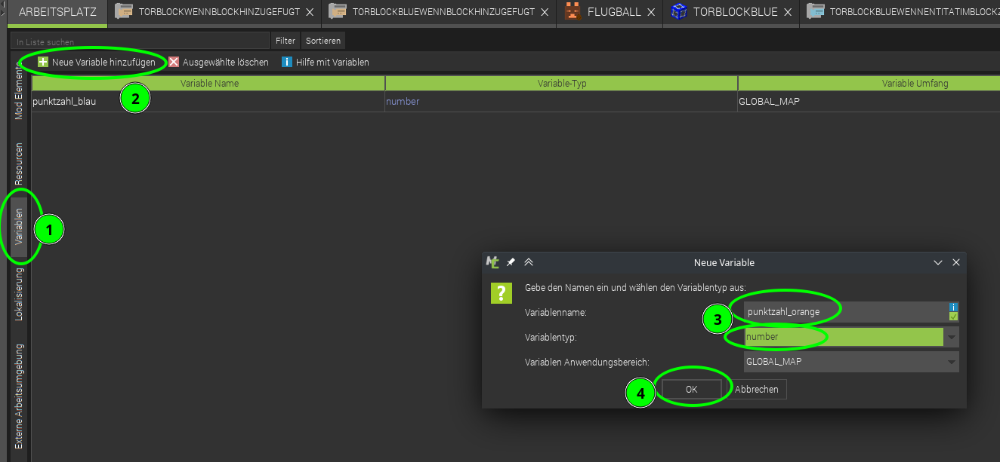 ARBEITSPLATZ
TORBLOCKWENNBLOCKHINZUGEFUGT
TORBLOCKBLUEWENNBLOCKHINZUGEFUGT
FLUGBALL
TORBLOCKBLUE
TORBLOCKBLUEWENNENTITATIMBLOCKZ
In Liste suchen
Filter
Sortieren
Neue Variable hinzufügen
Ausgewählte löschen
Hilfe mit Variablen
Variable Name
Variable-Typ
Variable Umfang
punktzahl_blau
number
GLOBAL_MAP
2
Mod Elemente
Resourcen
Variablen
1
Lokalisierung
Externe Arbeitsumgebung
Neue Variable
Gebe den Namen ein und wählen den Variablentyp aus:
Variablenname:
punktzahl_orange
3
Variablentyp:
number
Variablen Anwendungsbereich:
GLOBAL_MAP
4
OK
Abbrechen